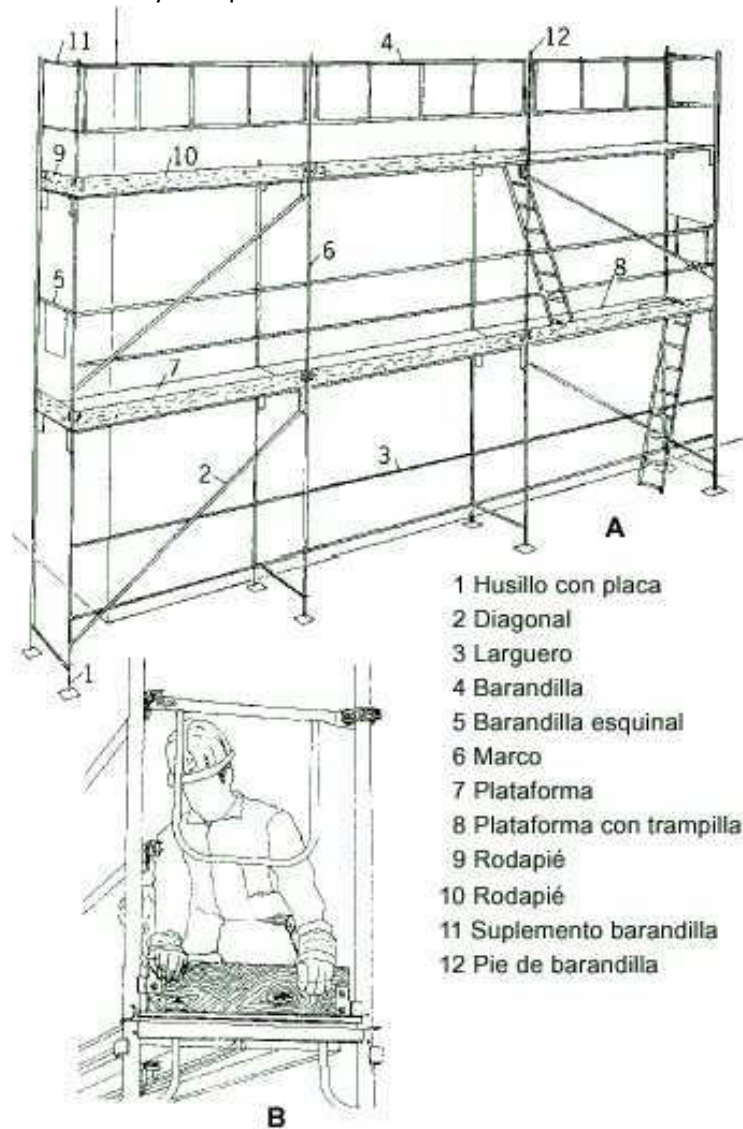 11
4
12
9
10
6
5
8
7
2
3
1
A
1 Husillo con placa
2 Diagonal
3 Larguero
4 Barandilla
5 Barandilla esquinal
6 Marco
7 Plataforma
8 Plataforma con trampilla
9 Rodapié
10 Rodapié
11 Suplemento barandilla
12 Pie de barandilla
B